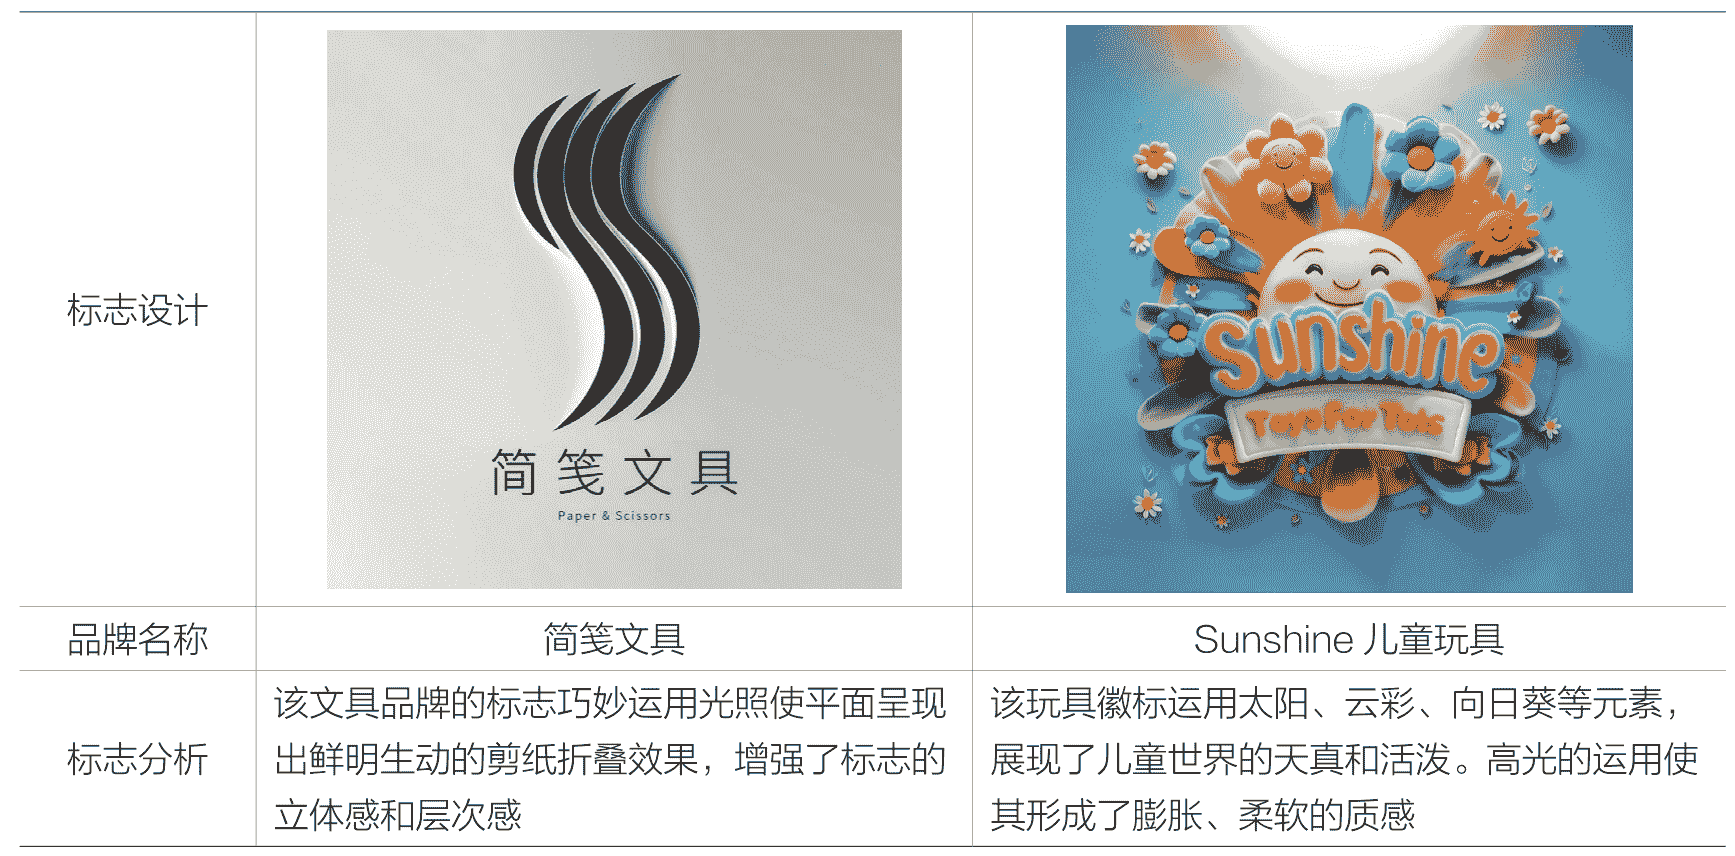 标志设计
简笺文具
Paper & Scissors
Sunshine
Toys For Tots
品牌名称
简笺文具
Sunshine 儿童玩具
标志分析
该文具品牌的标志巧妙运用光照使平面呈现
出鲜明生动的剪纸折叠效果，增强了标志的
立体感和层次感
该玩具徽标运用太阳、云彩、向日葵等元素，
展现了儿童世界的天真和活泼。高光的运用使
其形成了膨胀、柔软的质感